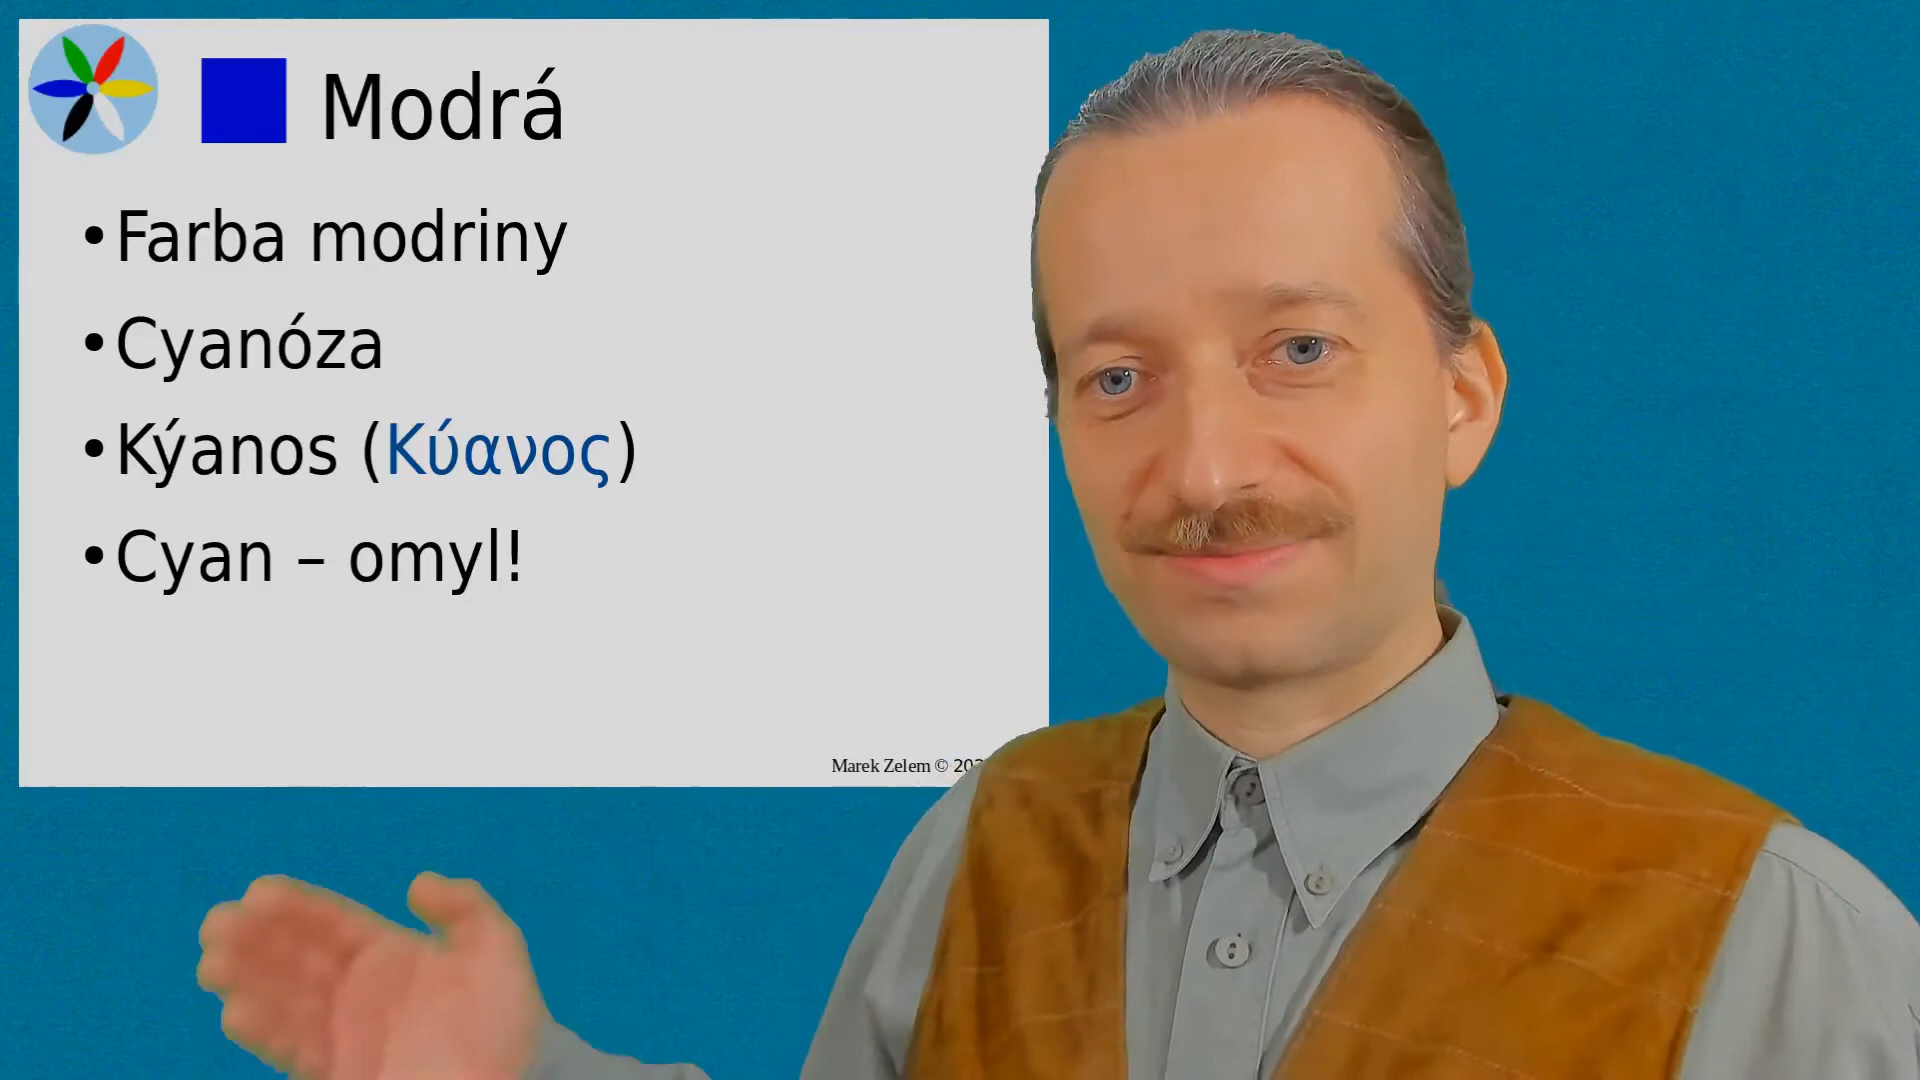 Modrá
• Farba modriny
• Cyanóza
• Kýanos (Κύανος)
• Cyan – omyl!
Marek Zelem ©